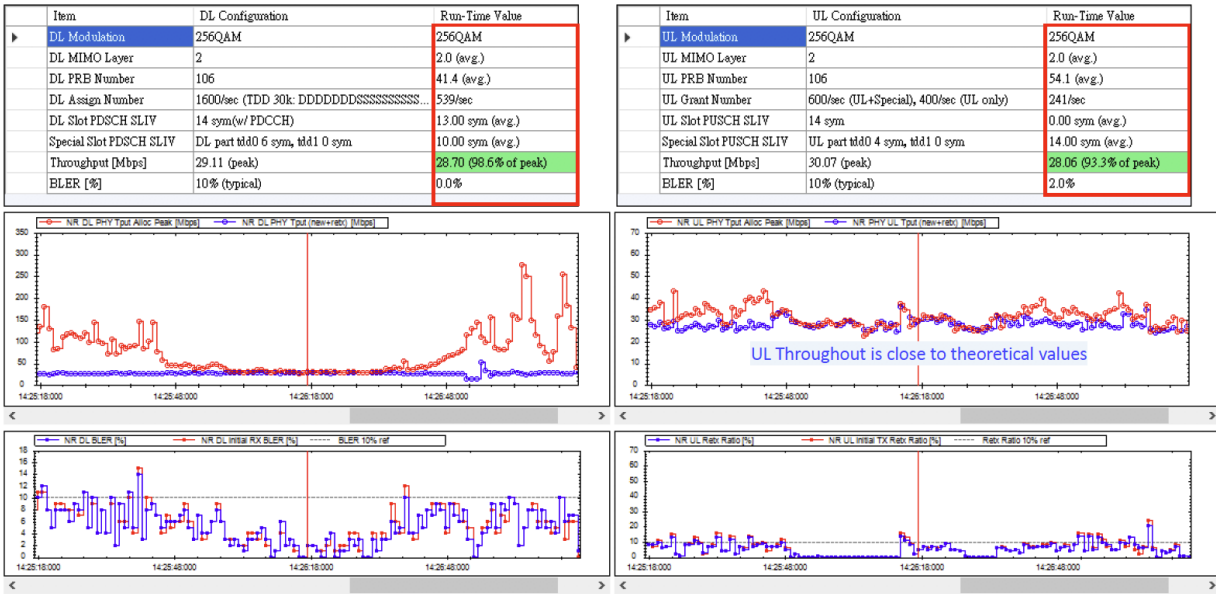 Item DL Configuration Run-Time Value
DL Modulation 256QAM 256QAM
DL MIMO Layer 2 2.0 (avg.)
DL PRB Number 106 41.4 (avg.)
DL Assign Number 1600/sec (TDD 30k: DDDDDDDSSSSSSSSSS... 539/sec
DL Slot PDSCH SLIV 14 sym(w/ PDCCH) 13.00 sym (avg.)
Special Slot PDSCH SLIV DL part tdd0 6 sym, tdd1 0 sym 10.00 sym (avg.)
Throughput [Mbps] 29.11 (peak) 28.70 (98.6% of peak)
BLER [%] 10% (typical) 0.0%
Item UL Configuration Run-Time Value
UL Modulation 256QAM 256QAM
UL MIMO Layer 2 2.0 (avg.)
UL PRB Number 106 54.1 (avg.)
UL Grant Number 600/sec (UL+Special), 400/sec (UL only) 241/sec
UL Slot PUSCH SLIV 14 sym 0.00 sym (avg.)
Special Slot PUSCH SLIV UL part tdd0 4 sym, tdd1 0 sym 14.00 sym (avg.)
Throughput [Mbps] 30.07 (peak) 28.06 (93.3% of peak)
BLER [%] 10% (typical) 2.0%
NR DL PHY Tput Alloc Peak [Mbps] NR DL PHY Tput (new+retx) [Mbps]
350
300
250
200
150
100
50
0
14:25:18:000 14:25:48:000 14:26:18:000 14:26:48:000
NR UL PHY Tput Alloc Peak [Mbps] NR PHY UL Tput (new+retx) [Mbps]
70
60
50
40
30
20
10
0
UL Throughout is close to theoretical values
14:25:18:000 14:25:48:000 14:26:18:000 14:26:48:000
NR DL BLER [%] NR DL Initial RX BLER [%] BLER 10% ref
18
16
14
12
10
8
6
4
2
0
14:25:18:000 14:25:48:000 14:26:18:000 14:26:48:000
NR UL Retx Ratio [%] NR UL Initial TX Retx Ratio [%] Retx Ratio 10% ref
70
60
50
40
30
20
10
0
14:25:18:000 14:25:48:000 14:26:18:000 14:26:48:000